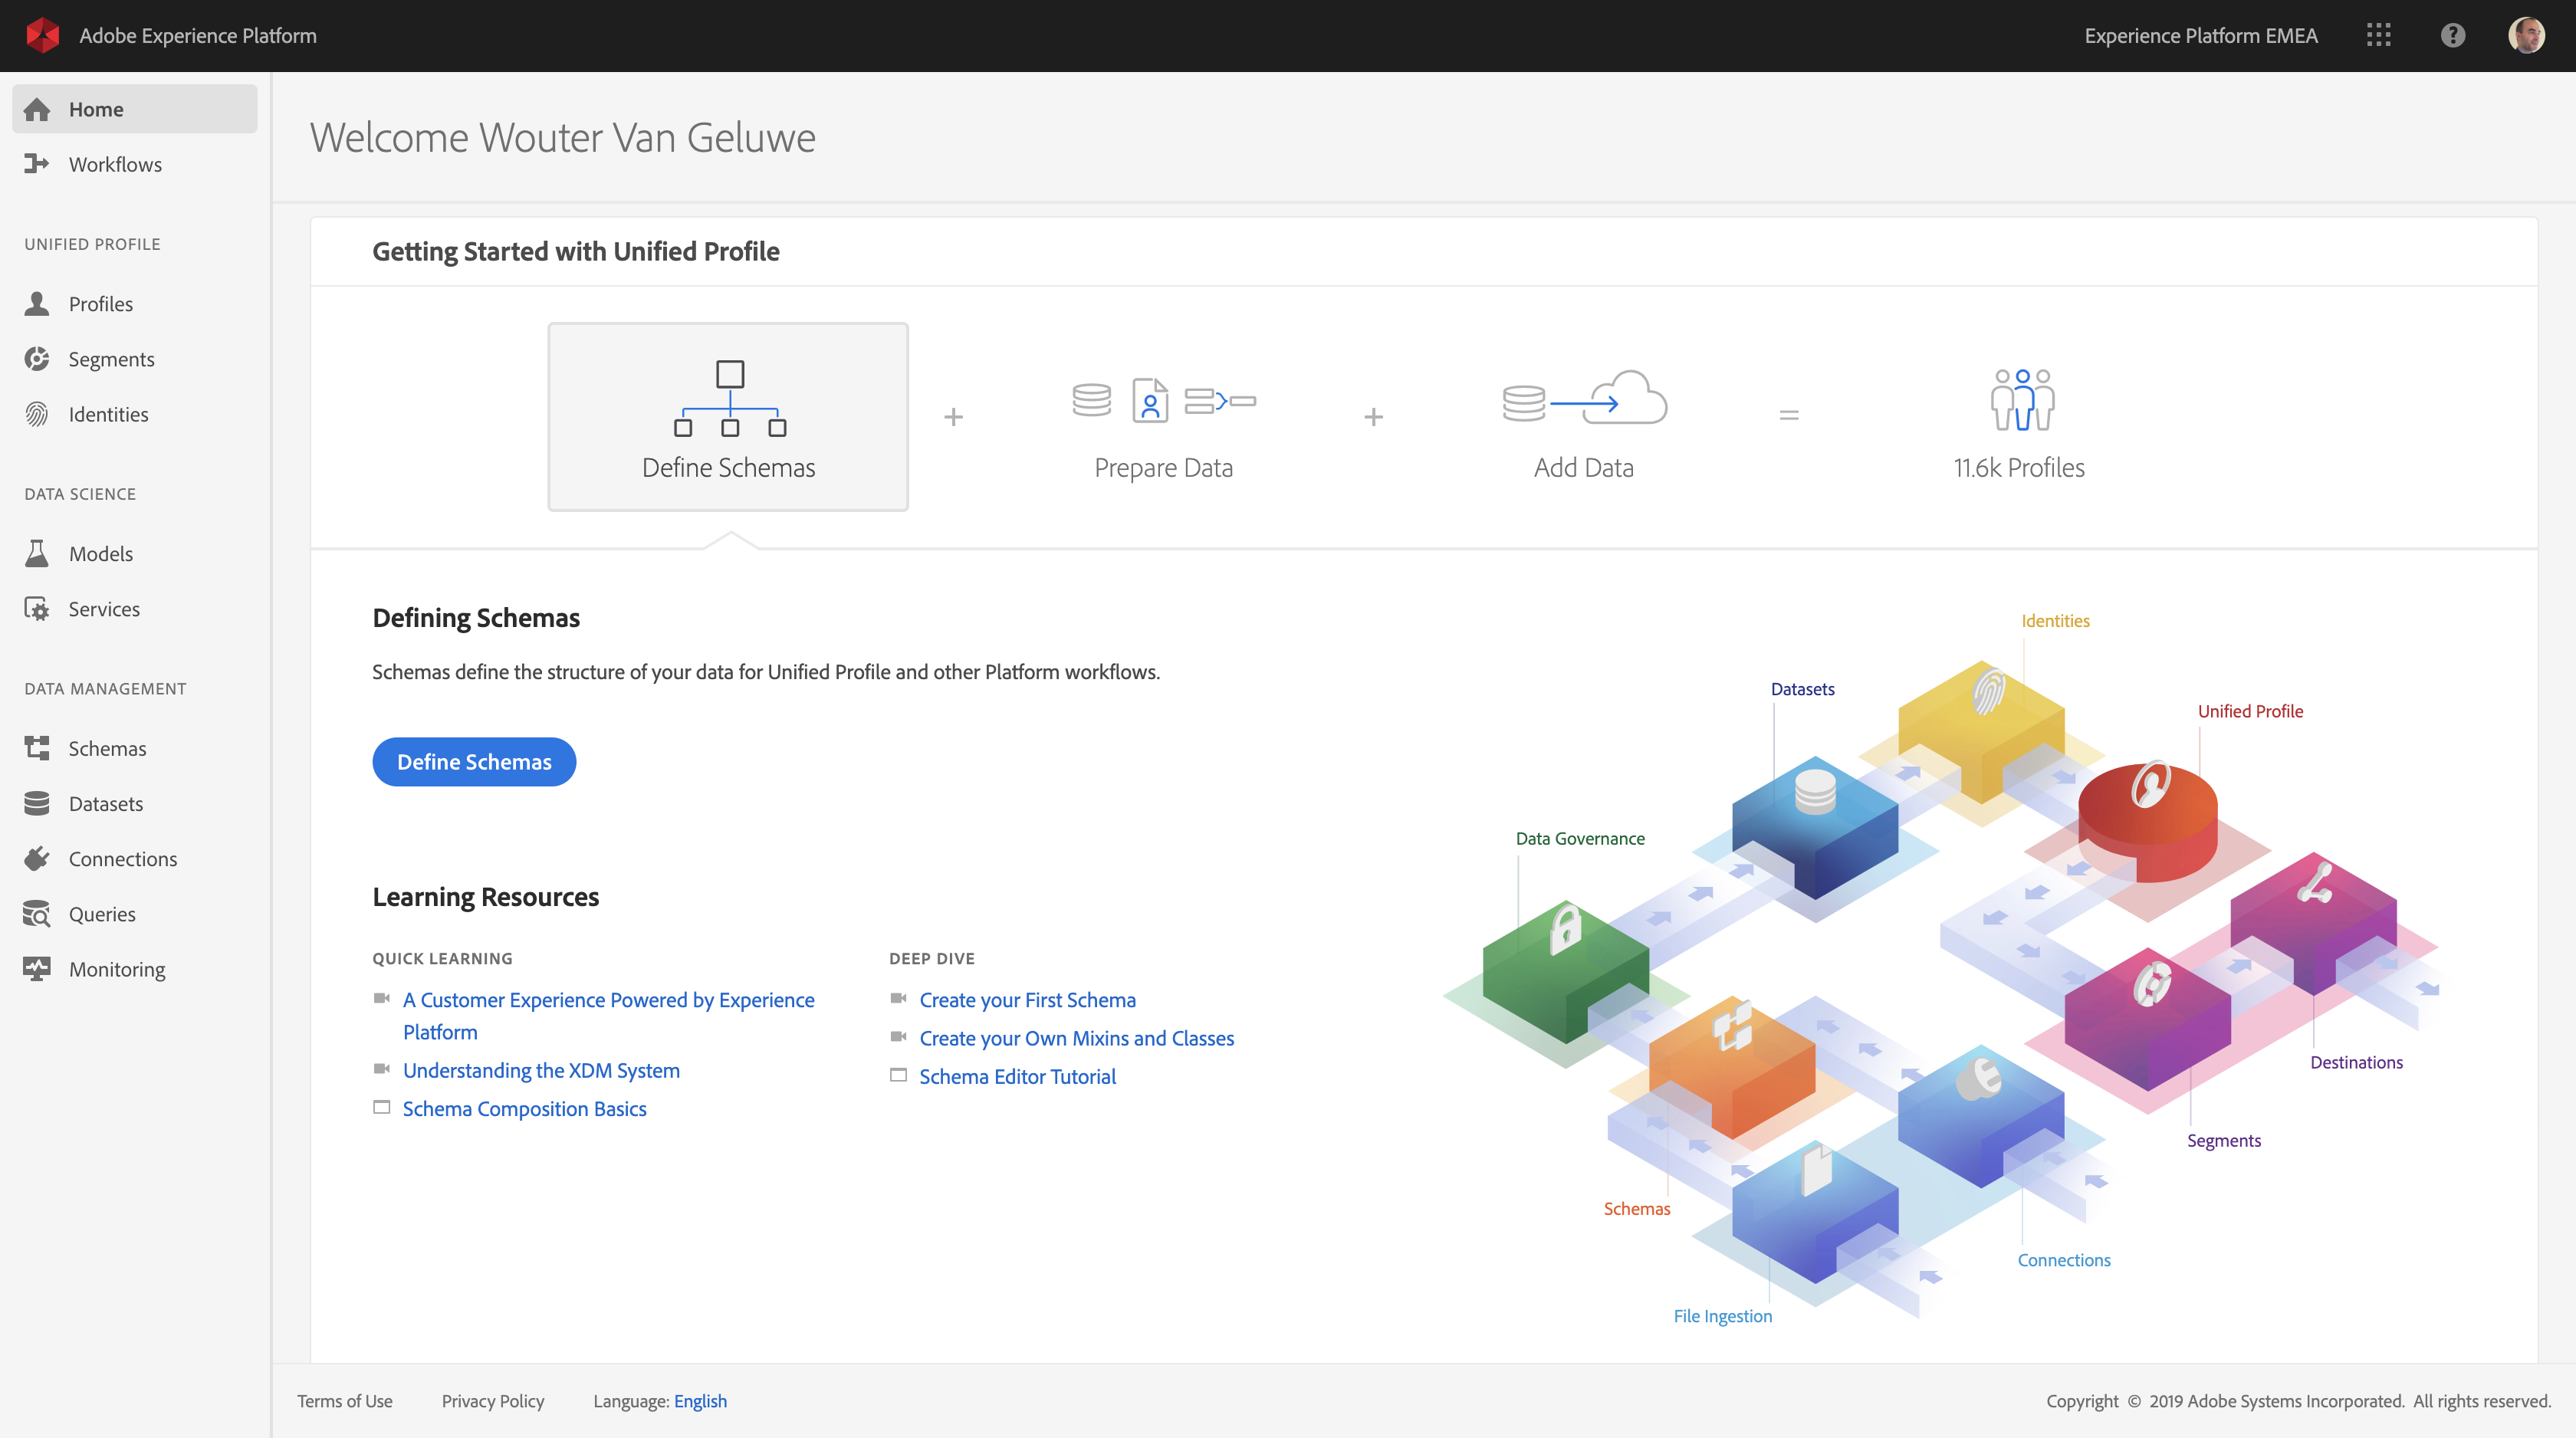 Adobe Experience Platform
Experience Platform EMEA
Home
Workflows
UNIFIED PROFILE
Profiles
Segments
Identities
DATA SCIENCE
Models
Services
DATA MANAGEMENT
Schemas
Datasets
Connections
Queries
Monitoring
Welcome Wouter Van Geluwe
Getting Started with Unified Profile
Define Schemas
+
Prepare Data
+
Add Data
=
11.6k Profiles
Defining Schemas
Schemas define the structure of your data for Unified Profile and other Platform workflows.
Define Schemas
Learning Resources
QUICK LEARNING
A Customer Experience Powered by Experience
Platform
Understanding the XDM System
Schema Composition Basics
DEEP DIVE
Create your First Schema
Create your Own Mixins and Classes
Schema Editor Tutorial
Identities
Datasets
Unified Profile
Data Governance
Destinations
Segments
Schemas
Connections
File Ingestion
Terms of Use
Privacy Policy
Language: English
Copyright © 2019 Adobe Systems Incorporated. All rights reserved.